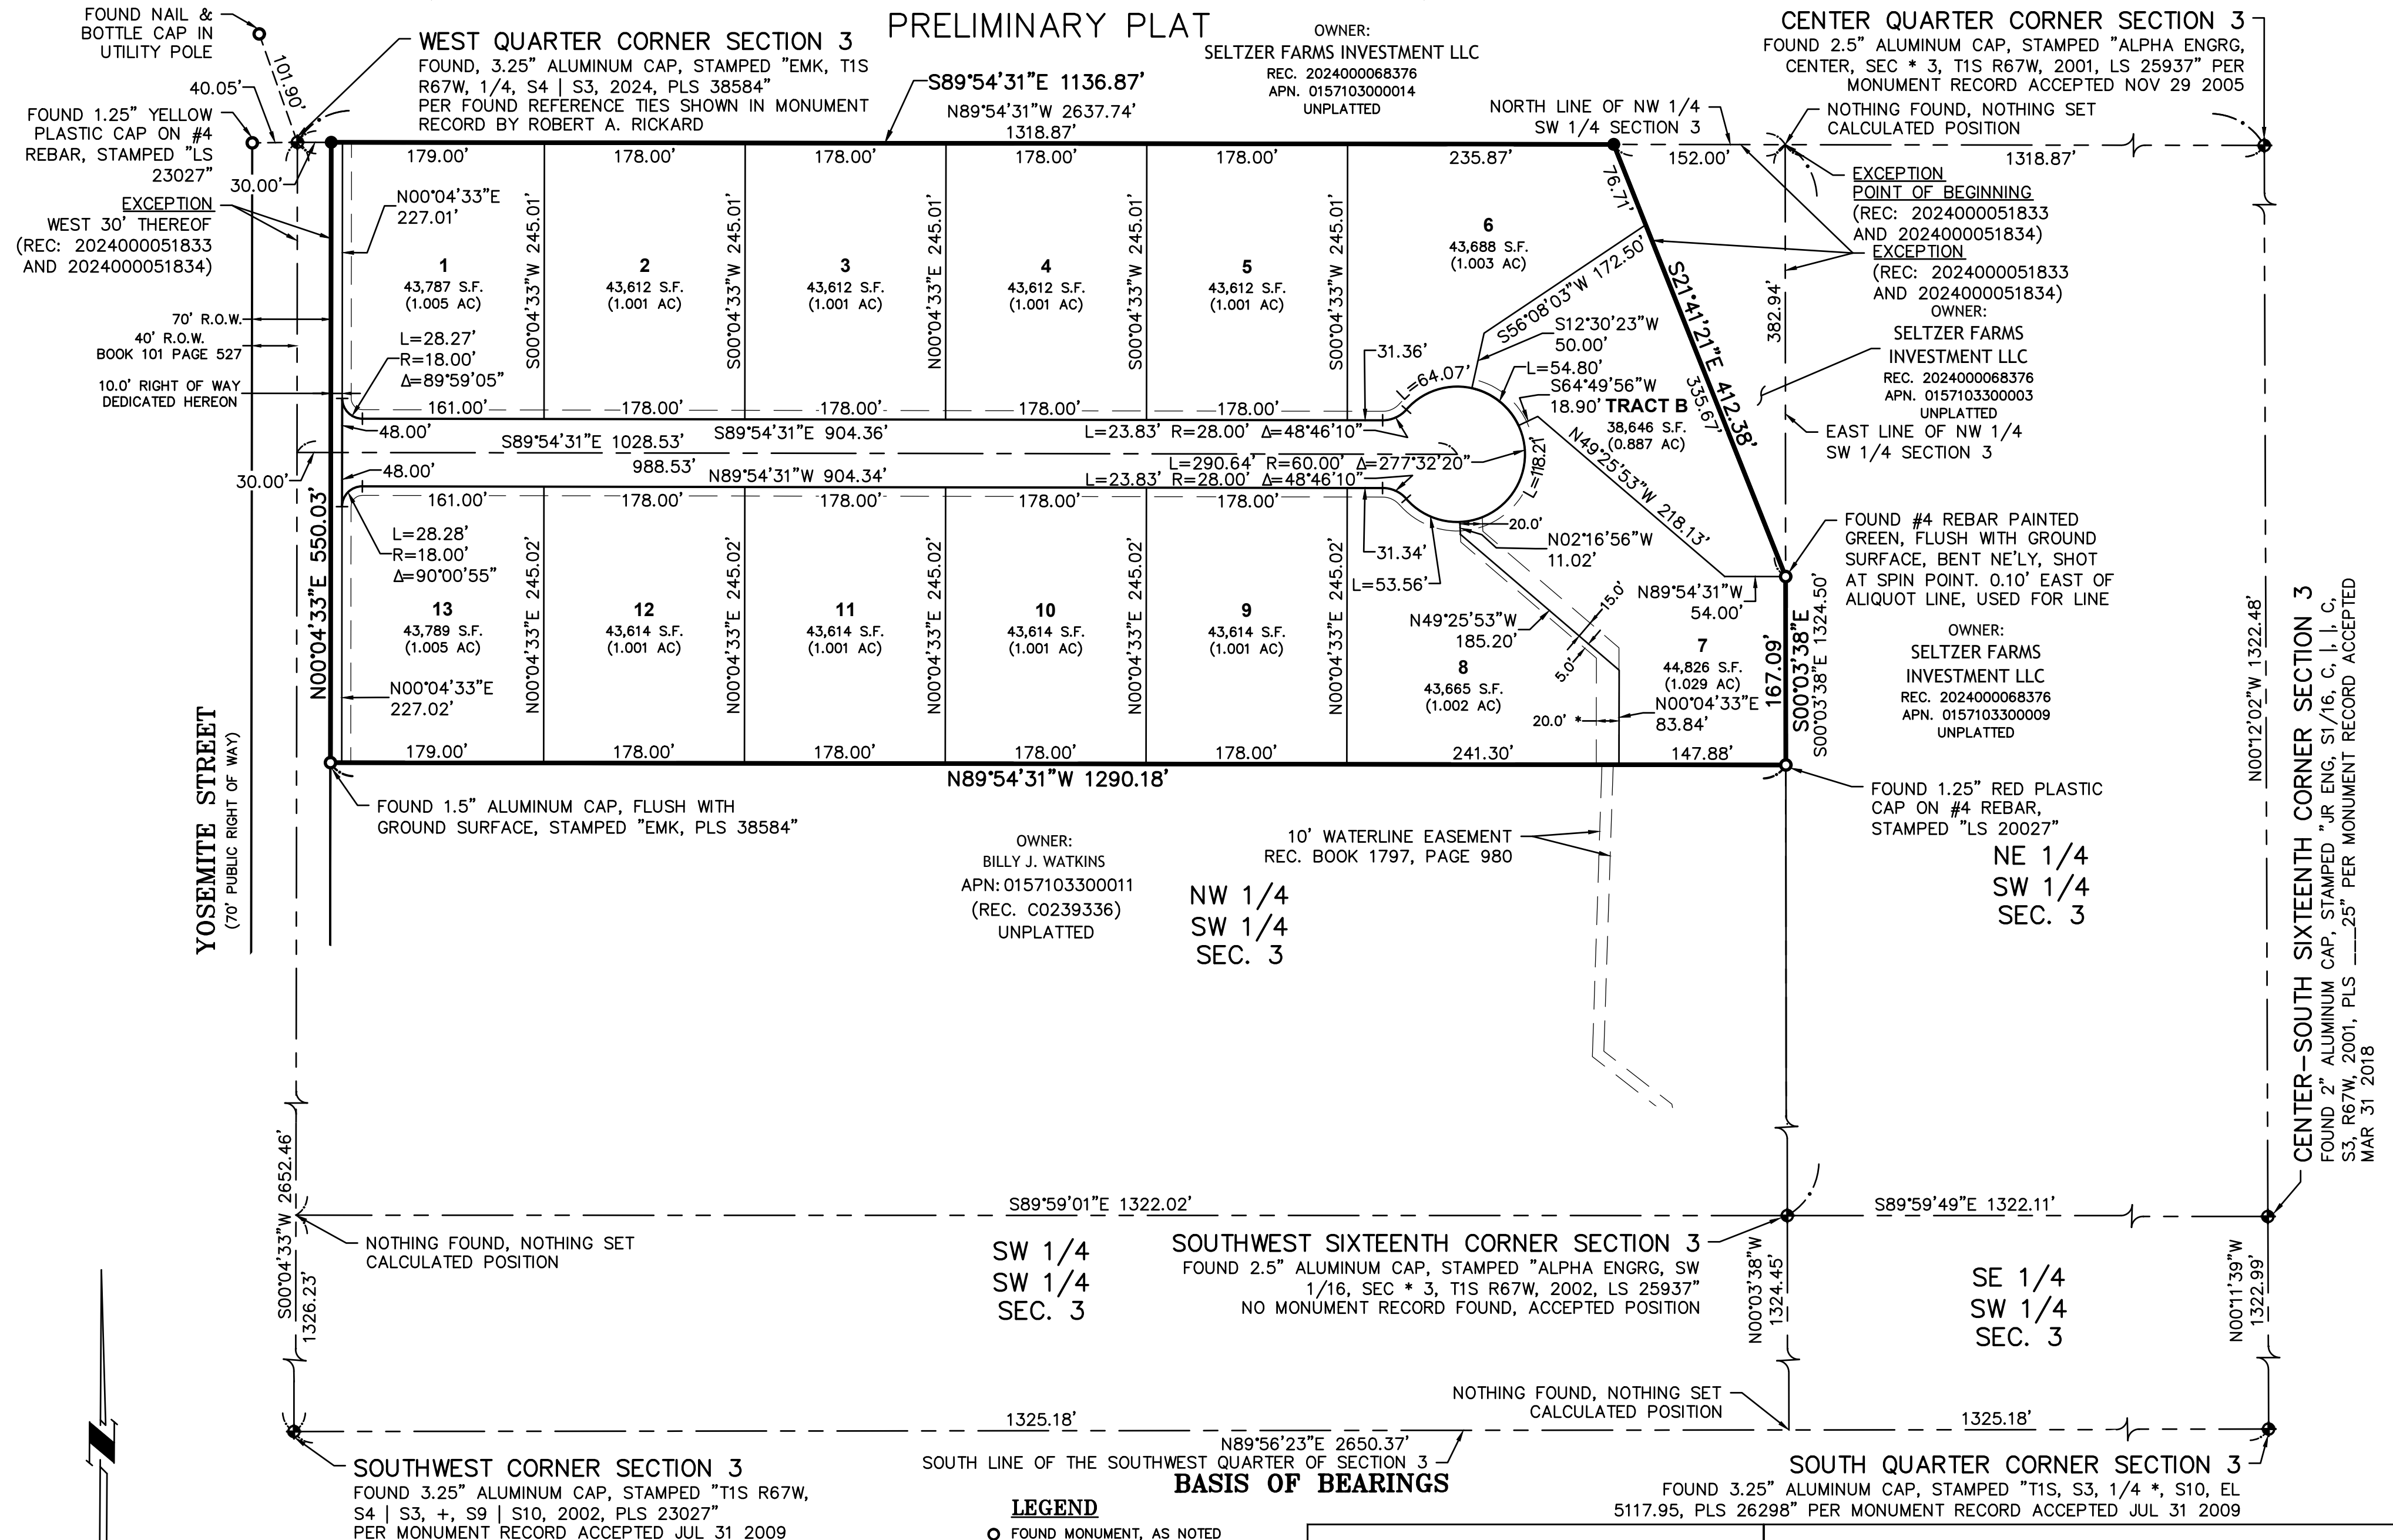 PRELIMINARY PLAT
FOUND NAIL &
BOTTLE CAP IN
UTILITY POLE
101.90'
40.05'
FOUND 1.25" YELLOW
PLASTIC CAP ON #4
REBAR, STAMPED "LS
23027"
30.00'
WEST QUARTER CORNER SECTION 3
FOUND, 3.25" ALUMINUM CAP, STAMPED "EMK, T1S
R67W, 1/4, S4 | S3, 2024, PLS 38584"
PER FOUND REFERENCE TIES SHOWN IN MONUMENT
RECORD BY ROBERT A. RICKARD
S89°54'31"E 1136.87'
N89°54'31"W 2637.74'
1318.87'
OWNER:
SELTZER FARMS INVESTMENT LLC
REC. 2024000068376
APN. 0157103000014
UNPLATTED
NORTH LINE OF NW 1/4
SW 1/4 SECTION 3
CENTER QUARTER CORNER SECTION 3
FOUND 2.5" ALUMINUM CAP, STAMPED "ALPHA ENGRG,
CENTER, SEC * 3, T1S R67W, 2001, LS 25937" PER
MONUMENT RECORD ACCEPTED NOV 29 2005
NOTHING FOUND, NOTHING SET
CALCULATED POSITION
152.00'
1318.87'
EXCEPTION
POINT OF BEGINNING
(REC: 2024000051833
AND 2024000051834)
EXCEPTION
(REC: 2024000051833
AND 2024000051834)
OWNER:
SELTZER FARMS
INVESTMENT LLC
REC. 2024000068376
APN. 0157103300003
UNPLATTED
EAST LINE OF NW 1/4
SW 1/4 SECTION 3
EXCEPTION
WEST 30' THEREOF
(REC: 2024000051833
AND 2024000051834)
70' R.O.W.
40' R.O.W.
BOOK 101 PAGE 527
10.0' RIGHT OF WAY
DEDICATED HEREON
179.00'
178.00'
178.00'
178.00'
178.00'
235.87'
N00°04'33"E
227.01'
1
43,787 S.F.
(1.005 AC)
S00°04'33"W 245.01'
2
43,612 S.F.
(1.001 AC)
S00°04'33"W 245.01'
3
43,612 S.F.
(1.001 AC)
N00°04'33"E 245.01'
4
43,612 S.F.
(1.001 AC)
S00°04'33"W 245.01'
5
43,612 S.F.
(1.001 AC)
S00°04'33"W 245.01'
6
43,688 S.F.
(1.003 AC)
76.71'
S56°08'03"W 172.50'
S21°41'21"E 412.38'
335.67'
382.94'
L=28.27'
R=18.00'
Δ=89°59'05"
161.00'
178.00'
178.00'
178.00'
178.00'
31.36'
L=64.07'
S12°30'23"W
50.00'
L=54.80'
S64°49'56"W
18.90'
TRACT B
38,646 S.F.
(0.887 AC)
N49°25'53"W 218.13'
48.00'
S89°54'31"E 1028.53'
S89°54'31"E 904.36'
L=23.83' R=28.00' Δ=48°46'10"
30.00'
48.00'
988.53'
N89°54'31"W 904.34'
L=290.64' R=60.00' Δ=277°32'20"
L=23.83' R=28.00' Δ=48°46'10"
L=118.21'
161.00'
178.00'
178.00'
178.00'
178.00'
31.34'
L=53.56'
20.0'
N02°16'56"W
11.02'
L=28.28'
R=18.00'
Δ=90°00'55"
N00°04'33"E 550.03'
13
43,789 S.F.
(1.005 AC)
N00°04'33"E
227.02'
N00°04'33"E 245.02'
12
43,614 S.F.
(1.001 AC)
N00°04'33"E 245.02'
11
43,614 S.F.
(1.001 AC)
N00°04'33"E 245.02'
10
43,614 S.F.
(1.001 AC)
N00°04'33"E 245.02'
9
43,614 S.F.
(1.001 AC)
N00°04'33"E 245.02'
N49°25'53"W
185.20'
8
43,665 S.F.
(1.002 AC)
15.0'
5.0'
20.0' *
N89°54'31"W
54.00'
7
44,826 S.F.
(1.029 AC)
N00°04'33"E
83.84'
167.09'
S00°03'38"E
S00°03'38"E 1324.50'
179.00'
178.00'
178.00'
178.00'
178.00'
241.30'
147.88'
N89°54'31"W 1290.18'
FOUND #4 REBAR PAINTED
GREEN, FLUSH WITH GROUND
SURFACE, BENT NE'LY, SHOT
AT SPIN POINT. 0.10' EAST OF
ALIQUOT LINE, USED FOR LINE
OWNER:
SELTZER FARMS
INVESTMENT LLC
REC. 2024000068376
APN. 0157103300009
UNPLATTED
FOUND 1.25" RED PLASTIC
CAP ON #4 REBAR,
STAMPED "LS 20027"
NE 1/4
SW 1/4
SEC. 3
N00°12'02"W 1322.48'
CENTER-SOUTH SIXTEENTH CORNER SECTION 3
FOUND 2" ALUMINUM CAP, STAMPED "JR ENG, S1/16, C, |, |, C,
S3, R67W, 2001, PLS ___25" PER MONUMENT RECORD ACCEPTED
MAR 31 2018
YOSEMITE STREET
(70' PUBLIC RIGHT OF WAY)
FOUND 1.5" ALUMINUM CAP, FLUSH WITH
GROUND SURFACE, STAMPED "EMK, PLS 38584"
OWNER:
BILLY J. WATKINS
APN: 0157103300011
(REC. C0239336)
UNPLATTED
10' WATERLINE EASEMENT
REC. BOOK 1797, PAGE 980
NW 1/4
SW 1/4
SEC. 3
S00°04'33"W 2652.46'
1326.23'
S89°59'01"E 1322.02'
S89°59'49"E 1322.11'
NOTHING FOUND, NOTHING SET
CALCULATED POSITION
SW 1/4
SW 1/4
SEC. 3
SOUTHWEST SIXTEENTH CORNER SECTION 3
FOUND 2.5" ALUMINUM CAP, STAMPED "ALPHA ENGRG, SW
1/16, SEC * 3, T1S R67W, 2002, LS 25937"
NO MONUMENT RECORD FOUND, ACCEPTED POSITION
N00°03'38"W
1324.45'
SE 1/4
SW 1/4
SEC. 3
N00°11'39"W
1322.99'
NOTHING FOUND, NOTHING SET
CALCULATED POSITION
1325.18'
1325.18'
N89°56'23"E 2650.37'
SOUTH LINE OF THE SOUTHWEST QUARTER OF SECTION 3
BASIS OF BEARINGS
SOUTHWEST CORNER SECTION 3
FOUND 3.25" ALUMINUM CAP, STAMPED "T1S R67W,
S4 | S3, +, S9 | S10, 2002, PLS 23027"
PER MONUMENT RECORD ACCEPTED JUL 31 2009
SOUTH QUARTER CORNER SECTION 3
FOUND 3.25" ALUMINUM CAP, STAMPED "T1S, S3, 1/4 *, S10, EL
5117.95, PLS 26298" PER MONUMENT RECORD ACCEPTED JUL 31 2009
LEGEND
FOUND MONUMENT, AS NOTED
N